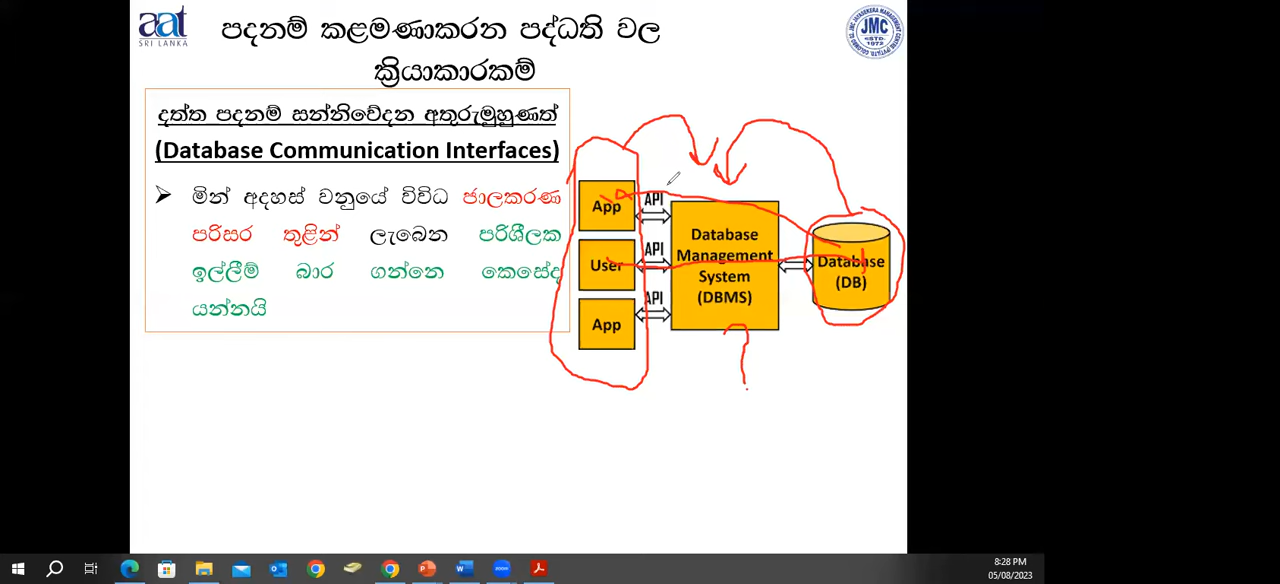 aat
SRI LANKA
පදනම් කළමණාකරන පද්ධති වල
ක්‍රියාකාරකම්
JMC
ESTD.
1972
දත්ත පදනම් සන්නිවේදන අතුරුමුහුණත්
(Database Communication Interfaces)
➤ මින් අදහස් වනුයේ විවිධ ජාලකරණ
පරිසර තුළින් ලැබෙන පරිශීලක
ඉල්ලීම් බාර ගන්නෙ කෙසේද
යන්නයි
App
API
User
API
App
API
Database
Management
System
(DBMS)
Database
(DB)
8:28 PM
05/08/2023